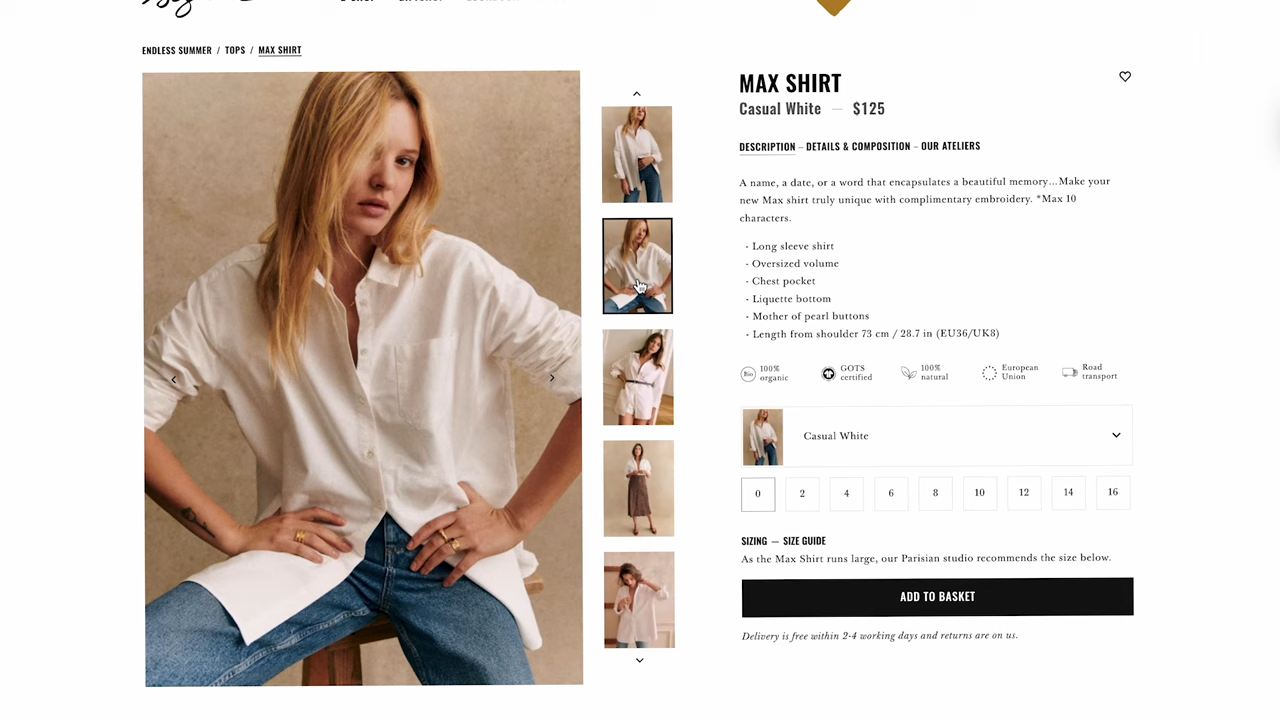 ENDLESS SUMMER / TOPS / MAX SHIRT
MAX SHIRT
Casual White — $125
DESCRIPTION – DETAILS & COMPOSITION – OUR ATELIERS
A name, a date, or a word that encapsulates a beautiful memory...Make your
new Max shirt truly unique with complimentary embroidery. *Max 10
characters.
- Long sleeve shirt
- Oversized volume
- Chest pocket
- Liquette bottom
- Mother of pearl buttons
- Length from shoulder 73 cm / 28.7 in (EU36/UK8)
Bio
100%
organic
GOTS
certified
100%
natural
European
Union
Road
transport
Casual White
0 2 4 6 8 10 12 14 16
SIZING — SIZE GUIDE
As the Max Shirt runs large, our Parisian studio recommends the size below.
ADD TO BASKET
Delivery is free within 2-4 working days and returns are on us.